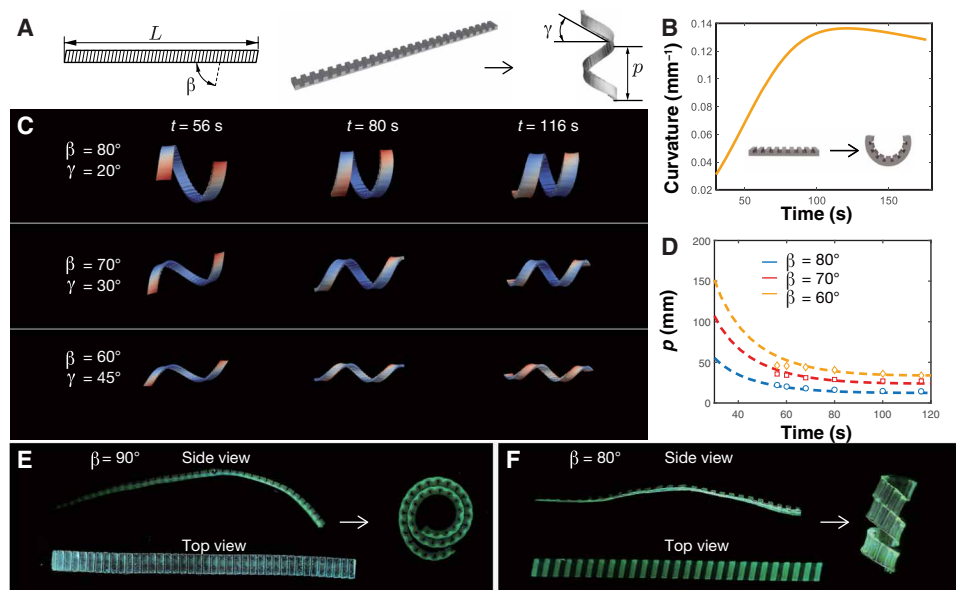 A
L
β
γ
p
B
Curvature (mm⁻¹)
0.14
0.12
0.10
0.08
0.06
0.04
0.02
50
100
150
Time (s)
C
t = 56 s
t = 80 s
t = 116 s
β = 80°
γ = 20°
β = 70°
γ = 30°
β = 60°
γ = 45°
D
p (mm)
200
150
100
50
0
β = 80°
β = 70°
β = 60°
40
60
80
100
120
Time (s)
E
β = 90°
Side view
Top view
F
β = 80°
Side view
Top view